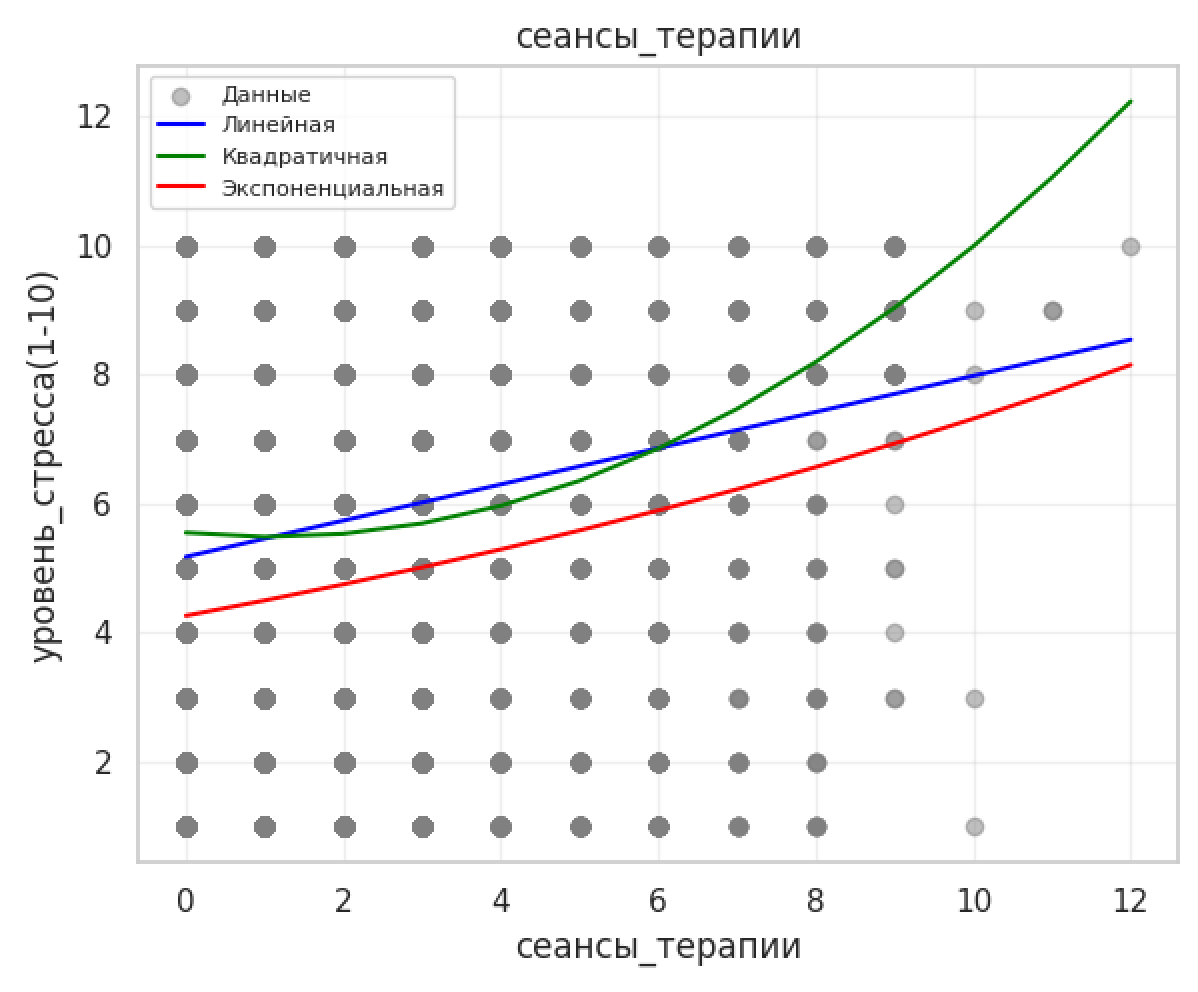 сеансы_терапии
Данные
Линейная
Квадратичная
Экспоненциальная
уровень_стресса(1-10)
12
10
8
6
4
2
0 2 4 6 8 10 12
сеансы_терапии